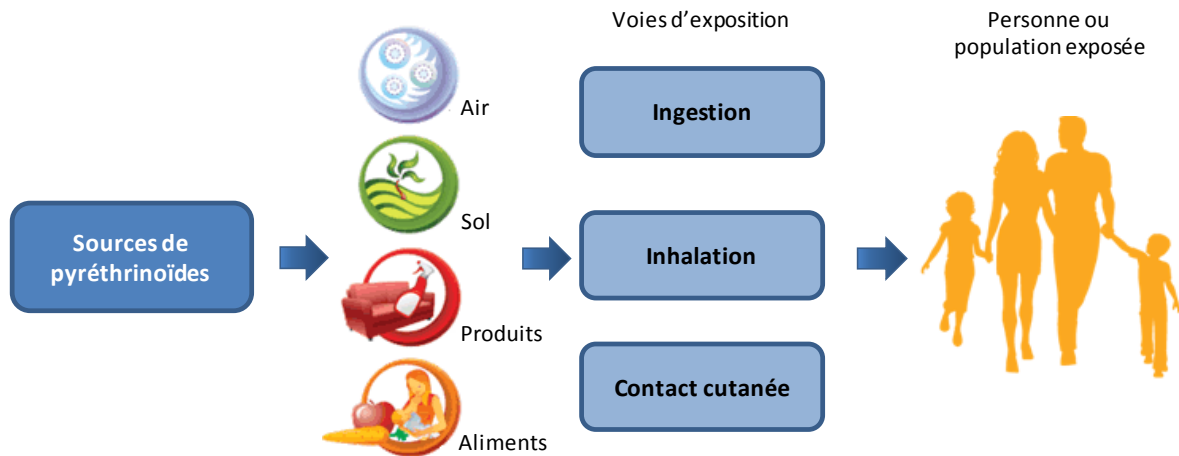 Voies d’exposition
Personne ou
population exposée
Sources de
pyréthrinoïdes
Air
Sol
Produits
Aliments
Ingestion
Inhalation
Contact cutanée